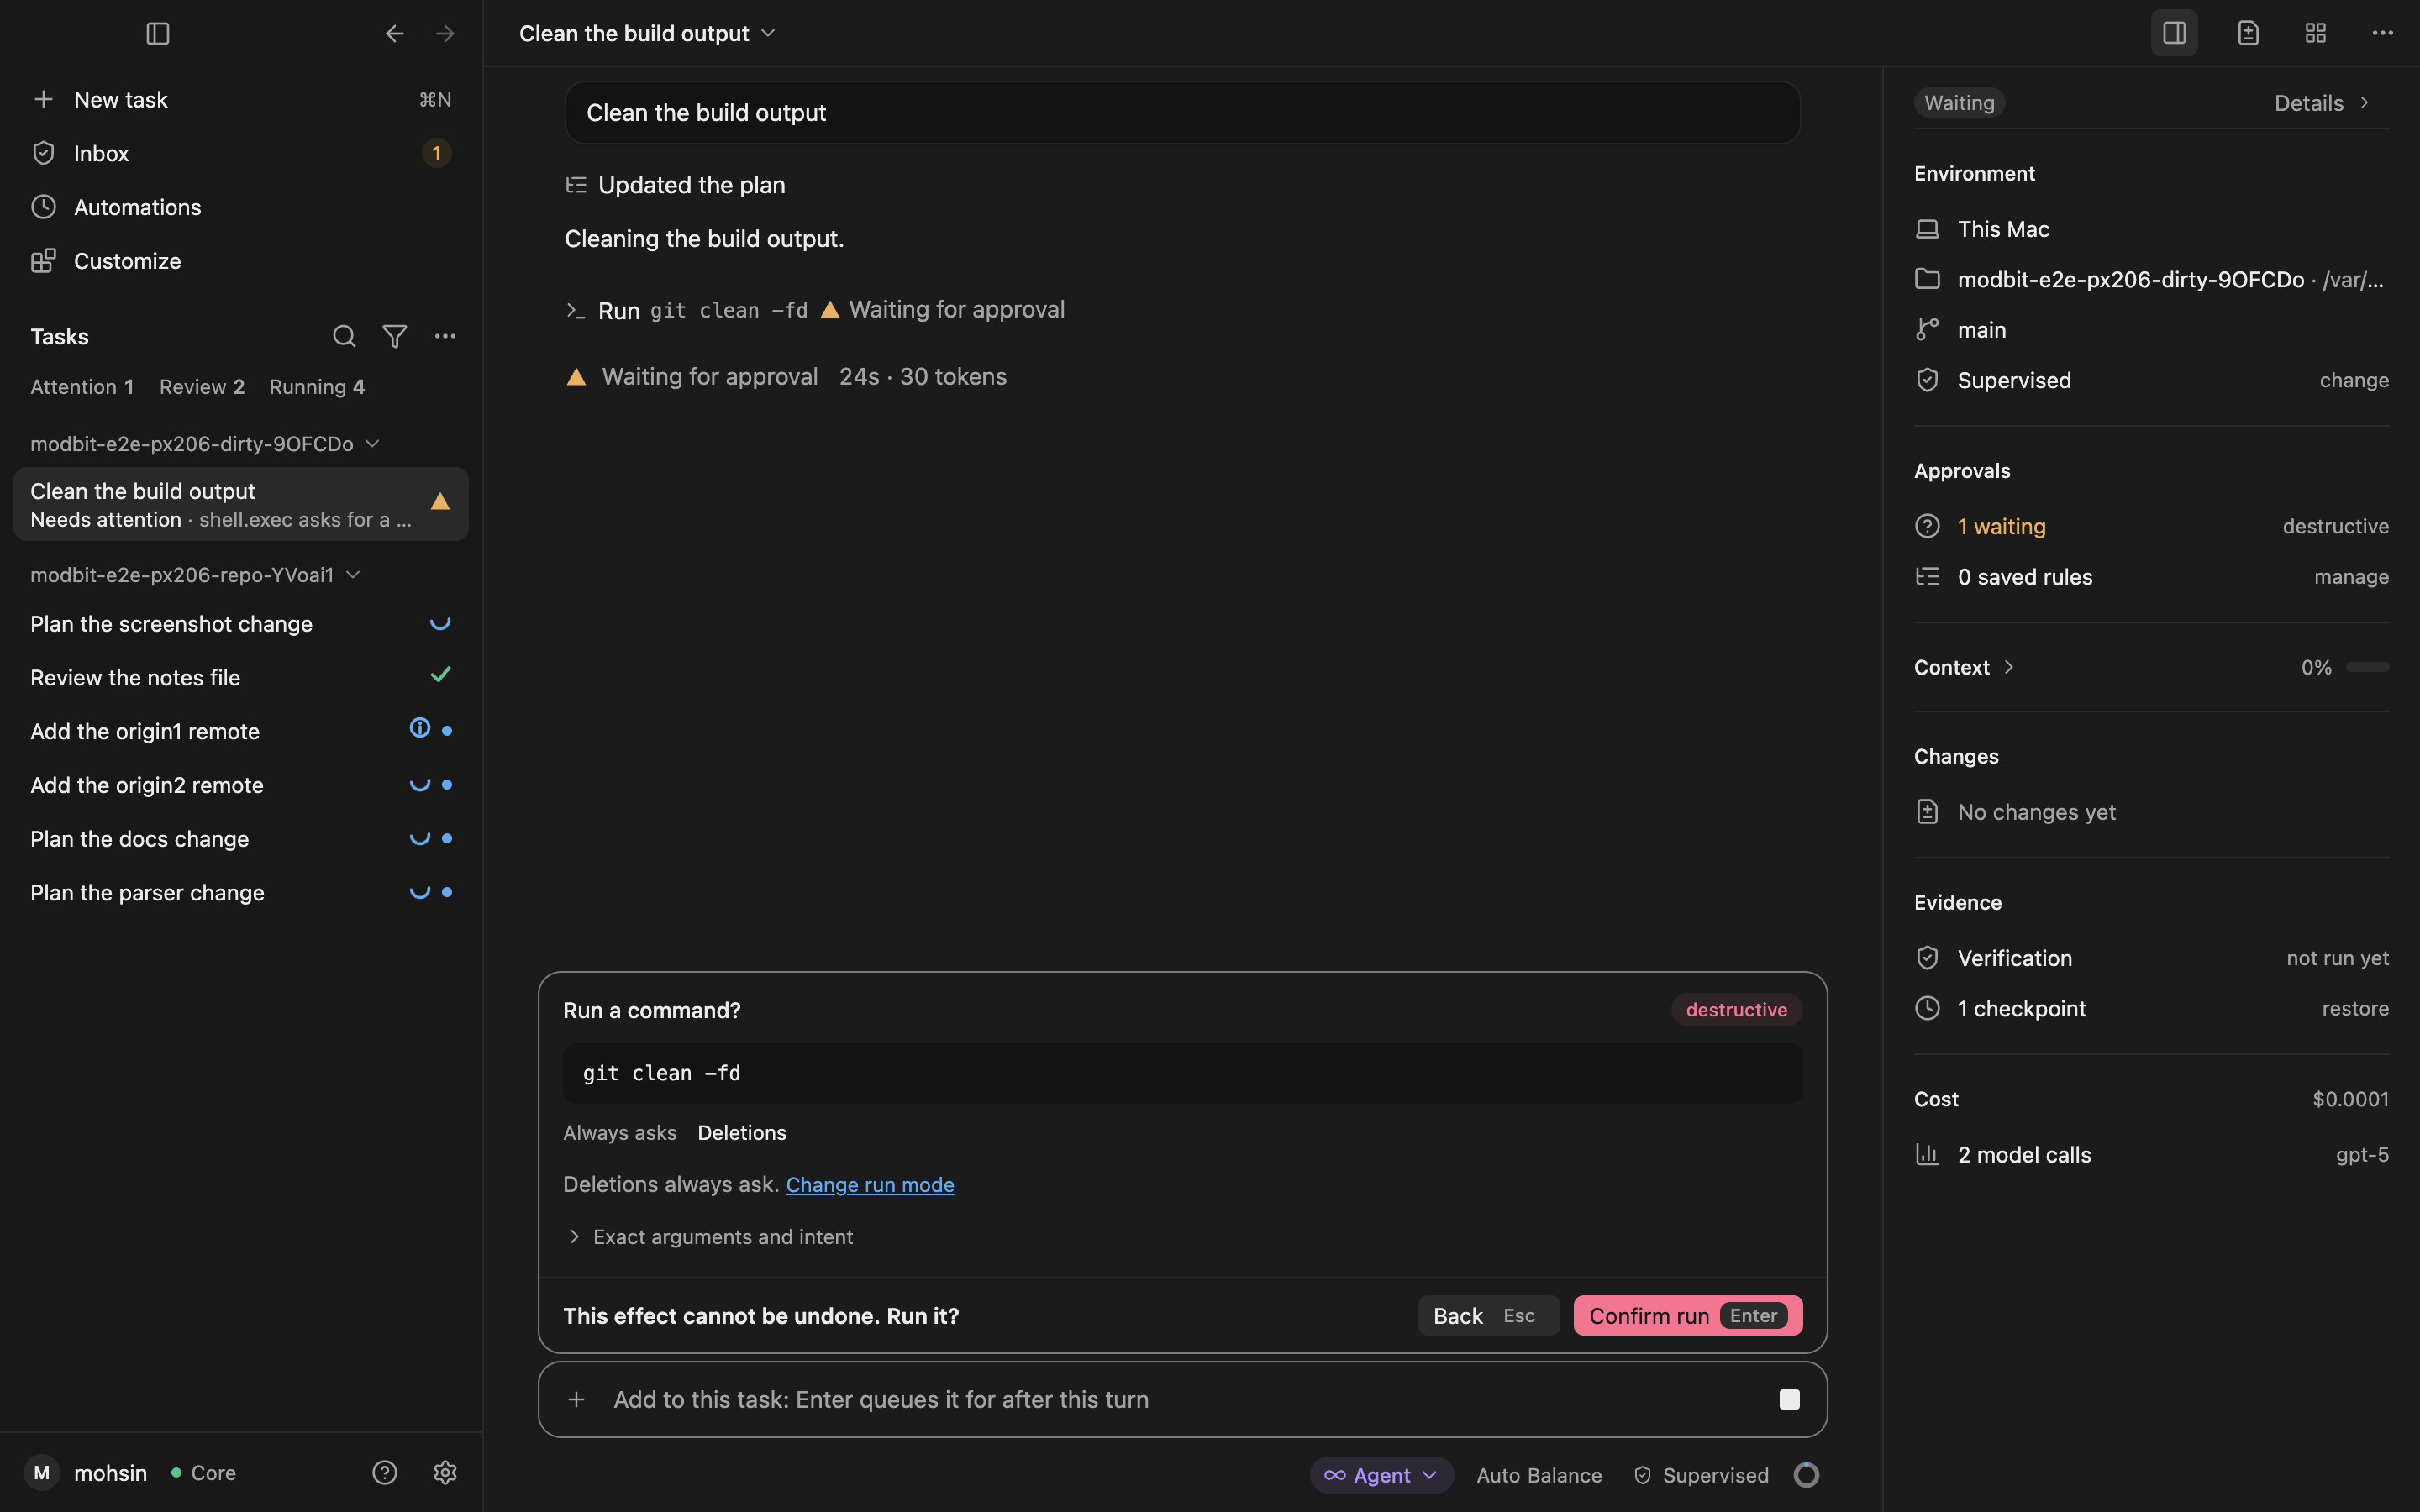 Clean the build output
New task ⌘N
Inbox 1
Automations
Customize
Tasks
Attention 1 Review 2 Running 4
modbit-e2e-px206-dirty-9OFCDo
Clean the build output
Needs attention · shell.exec asks for a ...
modbit-e2e-px206-repo-YVoai1
Plan the screenshot change
Review the notes file
Add the origin1 remote
Add the origin2 remote
Plan the docs change
Plan the parser change
M mohsin Core
Clean the build output
Updated the plan
Cleaning the build output.
Run git clean -fd Waiting for approval
Waiting for approval 24s · 30 tokens
Run a command? destructive
git clean -fd
Always asks Deletions
Deletions always ask. Change run mode
Exact arguments and intent
This effect cannot be undone. Run it? Back Esc Confirm run Enter
Add to this task: Enter queues it for after this turn
Agent Auto Balance Supervised
Waiting Details
Environment
This Mac
modbit-e2e-px206-dirty-9OFCDo · /var/...
main
Supervised change
Approvals
1 waiting destructive
0 saved rules manage
Context 0%
Changes
No changes yet
Evidence
Verification not run yet
1 checkpoint restore
Cost $0.0001
2 model calls gpt-5